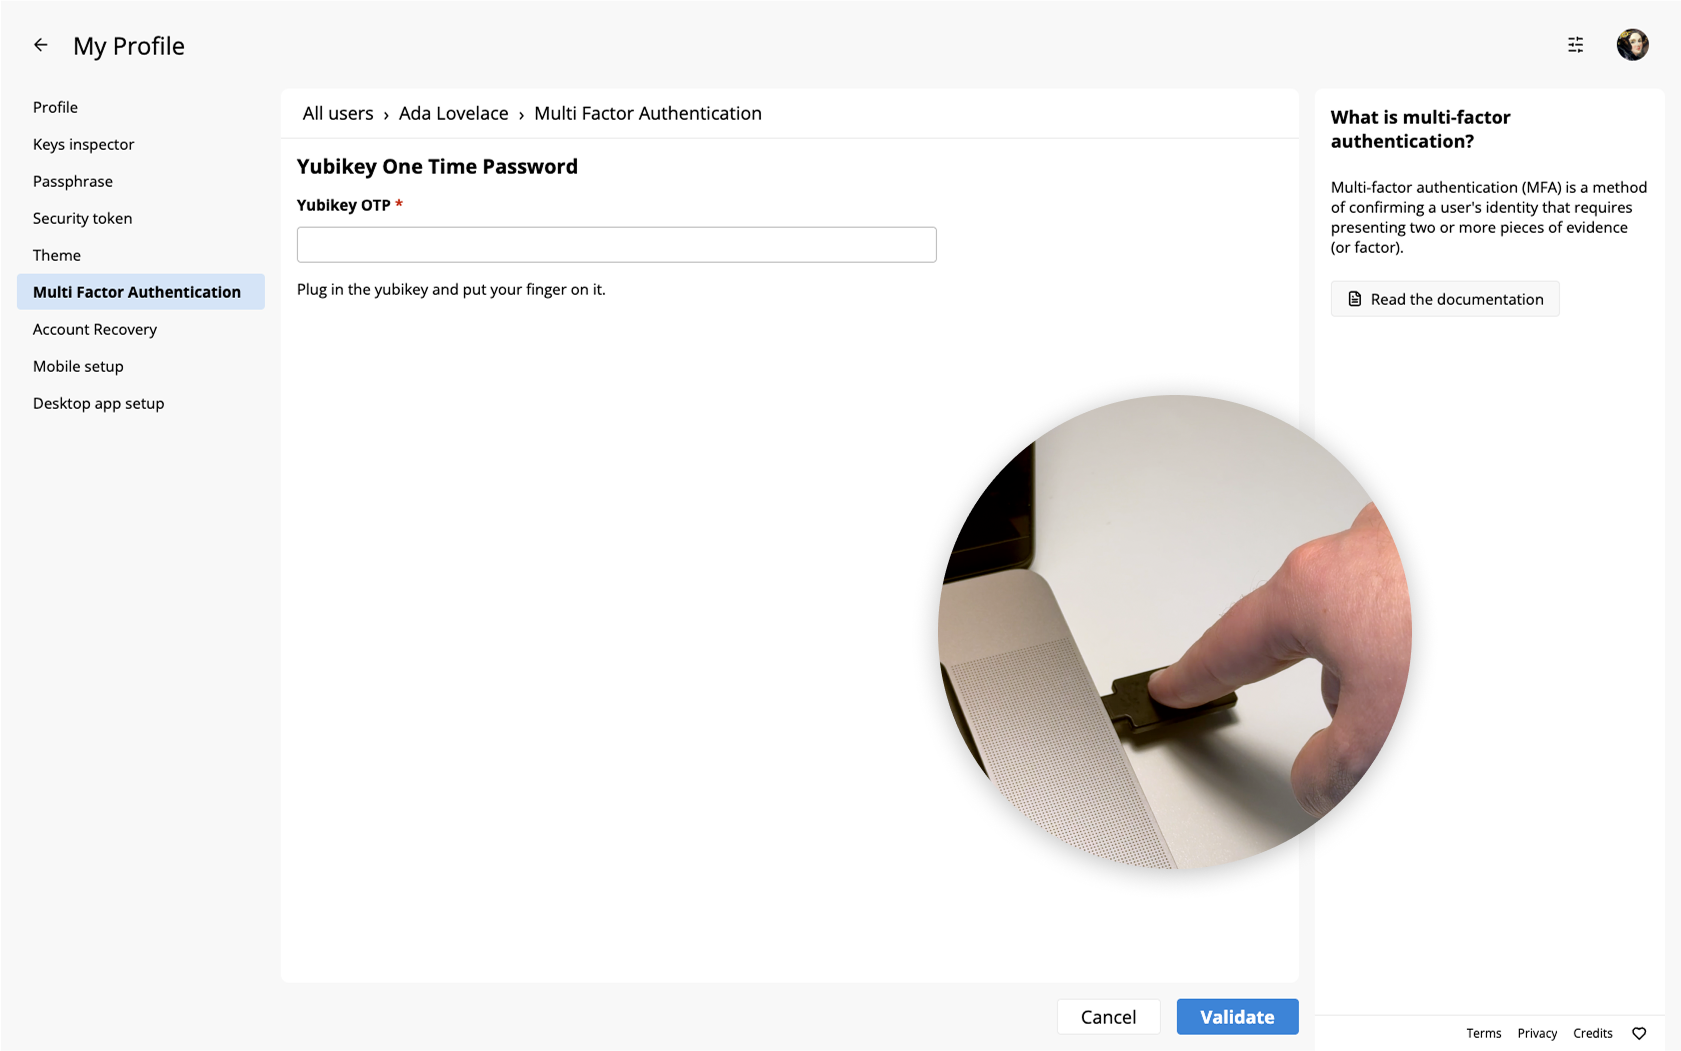 My Profile
Profile
Keys inspector
Passphrase
Security token
Theme
Multi Factor Authentication
Account Recovery
Mobile setup
Desktop app setup
All users › Ada Lovelace › Multi Factor Authentication
Yubikey One Time Password
Yubikey OTP *
Plug in the yubikey and put your finger on it.
Cancel
Validate
What is multi-factor
authentication?
Multi-factor authentication (MFA) is a method
of confirming a user's identity that requires
presenting two or more pieces of evidence
(or factor).
Read the documentation
Terms Privacy Credits